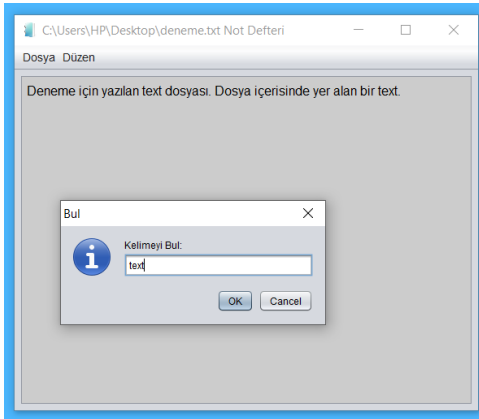 C:\Users\HP\Desktop\deneme.txt Not Defteri
Dosya Düzen
Deneme için yazılan text dosyası. Dosya içerisinde yer alan bir text.
Bul
Kelimeyi Bul:
text
OK Cancel